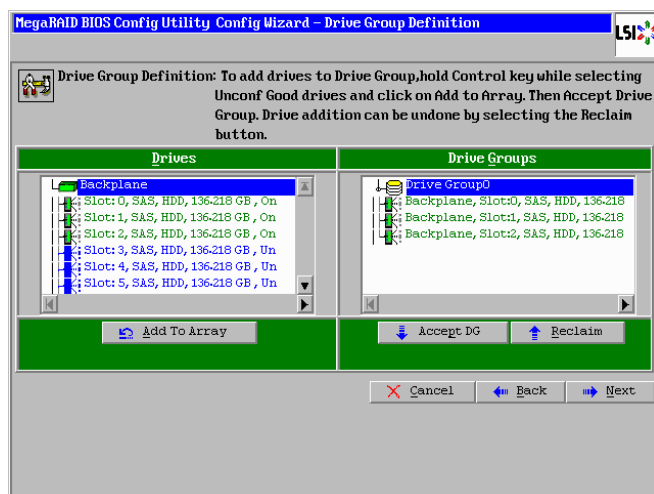 MegaRAID BIOS Config Utility Config Wizard – Drive Group Definition
LSI
Drive Group Definition: To add drives to Drive Group,hold Control key while selecting
Unconf Good drives and click on Add to Array. Then Accept Drive
Group. Drive addition can be undone by selecting the Reclaim
button.
Drives
Drive Groups
Backplane
Slot: 0, SAS, HDD, 136.218 GB , On
Slot: 1, SAS, HDD, 136.218 GB , On
Slot: 2, SAS, HDD, 136.218 GB , On
Slot: 3, SAS, HDD, 136.218 GB , Un
Slot: 4, SAS, HDD, 136.218 GB , Un
Slot: 5, SAS, HDD, 136.218 GB , Un
Drive Group0
Backplane, Slot:0, SAS, HDD, 136.218
Backplane, Slot:1, SAS, HDD, 136.218
Backplane, Slot:2, SAS, HDD, 136.218
Add To Array
Accept DG
Reclaim
Cancel
Back
Next